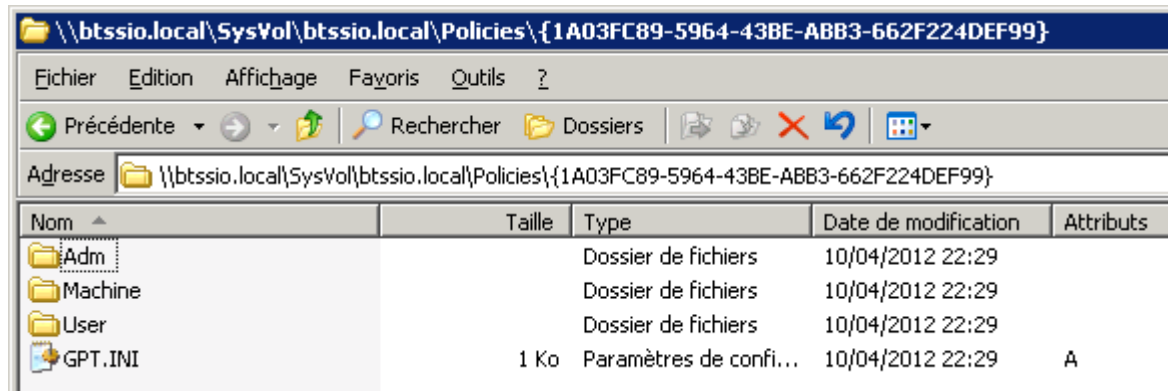 \\btssio.local\SysVol\btssio.local\Policies\{1A03FC89-5964-43BE-ABB3-662F224DEF99}
Fichier Edition Affichage Favoris Outils ?
Précédente Rechercher Dossiers
Adresse \\btssio.local\SysVol\btssio.local\Policies\{1A03FC89-5964-43BE-ABB3-662F224DEF99}
Nom Taille Type Date de modification Attributs
Adm Dossier de fichiers 10/04/2012 22:29
Machine Dossier de fichiers 10/04/2012 22:29
User Dossier de fichiers 10/04/2012 22:29
GPT.INI 1 Ko Paramètres de confi... 10/04/2012 22:29 A